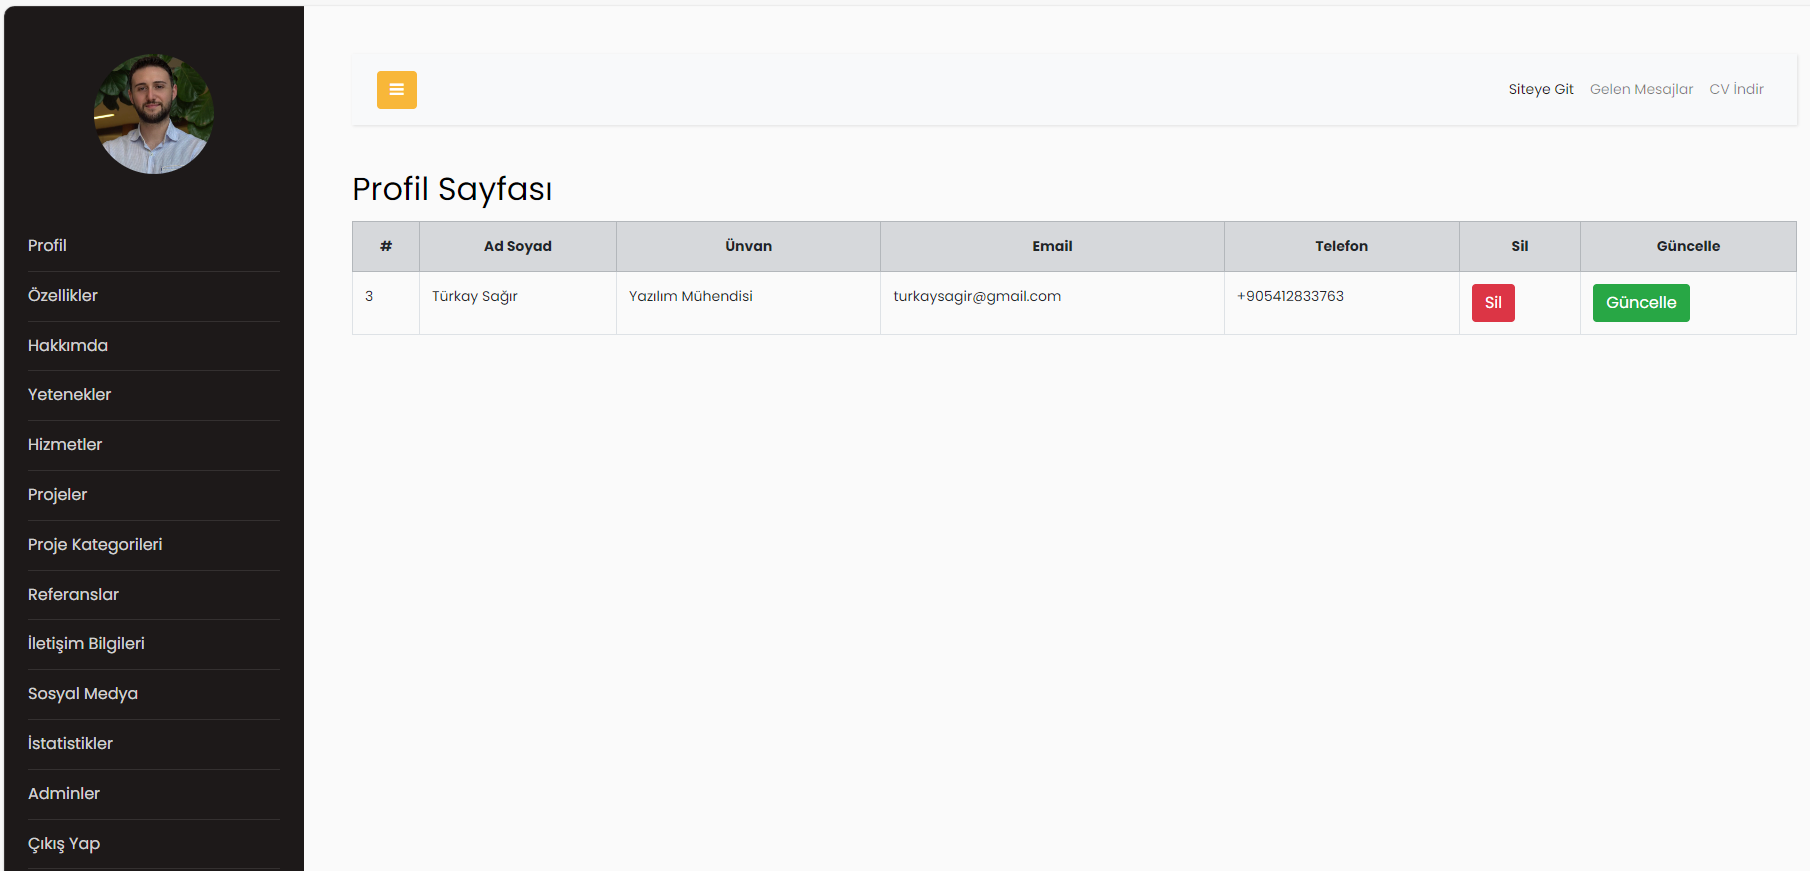 Siteye Git Gelen Mesajlar CV İndir
Profil
Özellikler
Hakkımda
Yetenekler
Hizmetler
Projeler
Proje Kategorileri
Referanslar
İletişim Bilgileri
Sosyal Medya
İstatistikler
Adminler
Çıkış Yap
Profil Sayfası
# Ad Soyad Ünvan Email Telefon Sil Güncelle
3 Türkay Sağır Yazılım Mühendisi turkaysagir@gmail.com +905412833763 Sil Güncelle